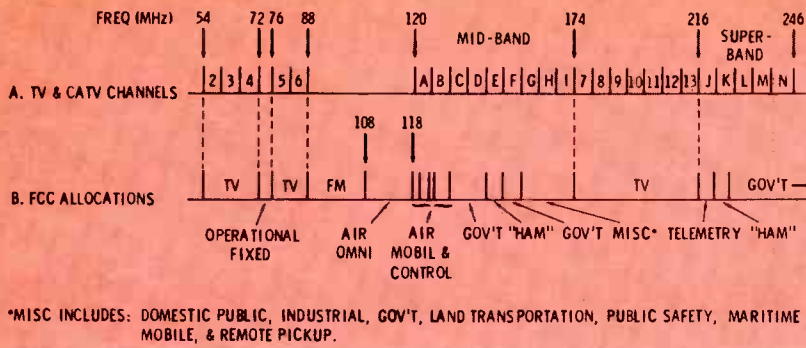 FREQ (MHz) 54 72 76 88 120 174 216 246
MID-BAND SUPER-
BAND
A. TV & CATV CHANNELS 2 3 4 5 6 A B C D E F G H I 7 8 9 10 11 12 13 J K L M N
108 118
B. FCC ALLOCATIONS TV TV FM TV GOV'T
OPERATIONAL AIR AIR GOV'T "HAM" GOV'T MISC* TELEMETRY "HAM"
FIXED OMNI MOBIL &
CONTROL
*MISC INCLUDES: DOMESTIC PUBLIC, INDUSTRIAL, GOV'T, LAND TRANSPORTATION, PUBLIC SAFETY, MARITIME
MOBILE, & REMOTE PICKUP.